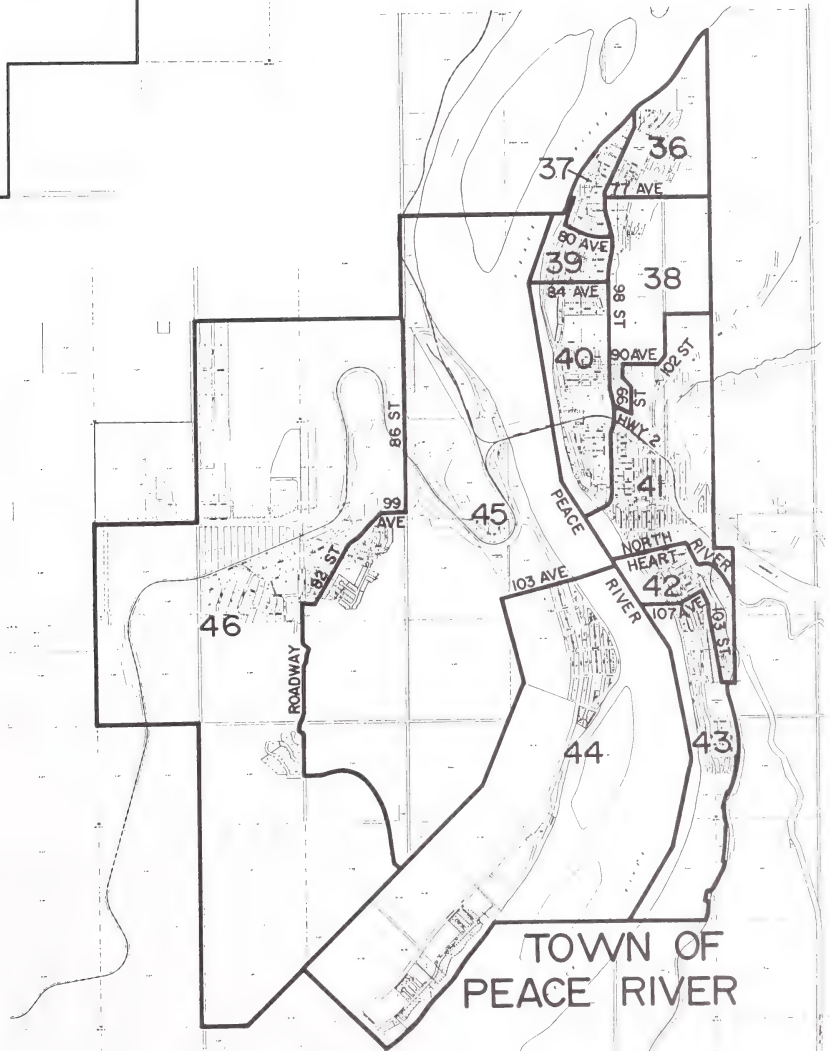 36
37
77 AVE
80 AVE
39
38
84 AVE
98 ST
40
90 AVE
102 ST
99 ST
HWY 2
86 ST
41
99 AVE
45
PEACE RIVER
NORTH HEART RIVER
82 ST
103 AVE
42
107 AVE
103 ST
46
ROADWAY
44
43
TOWN OF
PEACE RIVER